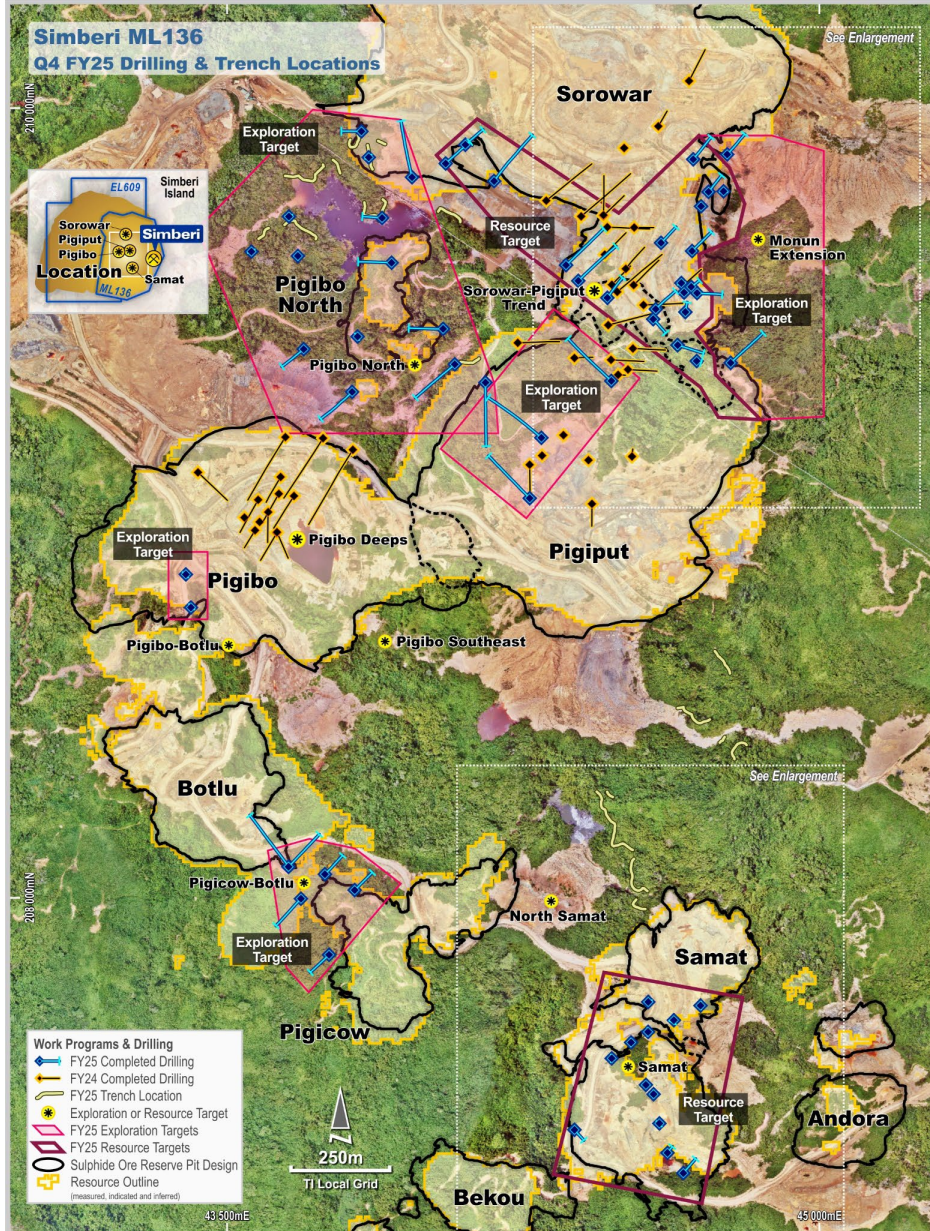 Simberi ML136
Q4 FY25 Drilling & Trench Locations
See Enlargement
Sorowar
210 000mN
Exploration
Target
EL609
Simberi
Island
Sorowar
Pigiput
Pigibo
Simberi
Location
Samat
ML136
Resource
Target
Monun
Extension
Pigibo
North
Sorowar-Pigiput
Trend
Exploration
Target
Pigibo North
Exploration
Target
Pigibo Deeps
Pigiput
Exploration
Target
Pigibo
Pigibo-Botlu
Pigibo Southeast
Botlu
See Enlargement
Pigicow-Botlu
208 000mN
North Samat
Exploration
Target
Samat
Pigicow
Samat
Resource
Target
Andora
Bekou
Work Programs & Drilling
FY25 Completed Drilling
FY24 Completed Drilling
FY25 Trench Location
Exploration or Resource Target
FY25 Exploration Targets
FY25 Resource Targets
Sulphide Ore Reserve Pit Design
Resource Outline
(measured, indicated and inferred)
N
250m
TI Local Grid
43 500mE
45 000mE